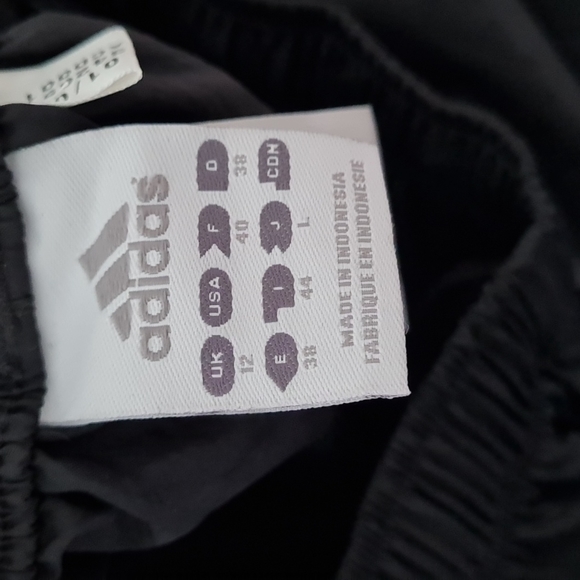 adidas
UK USA F D
12 40 38
E I J CDN
38 44 L
MADE IN INDONESIA
FABRIQUE EN INDONESIE